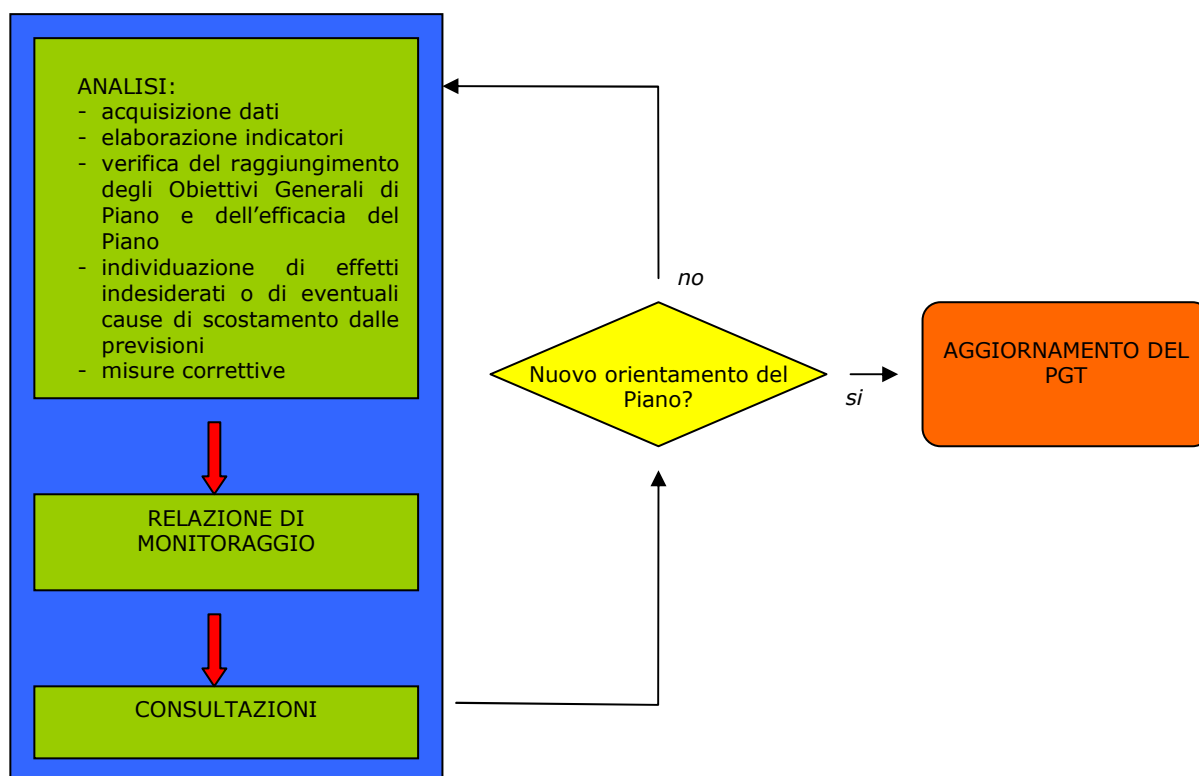 ANALISI:
- acquisizione dati
- elaborazione indicatori
- verifica del raggiungimento
degli Obiettivi Generali di
Piano e dell'efficacia del
Piano
- individuazione di effetti
indesiderati o di eventuali
cause di scostamento dalle
previsioni
- misure correttive
RELAZIONE DI
MONITORAGGIO
CONSULTAZIONI
no
Nuovo orientamento del
Piano?
si
AGGIORNAMENTO DEL
PGT